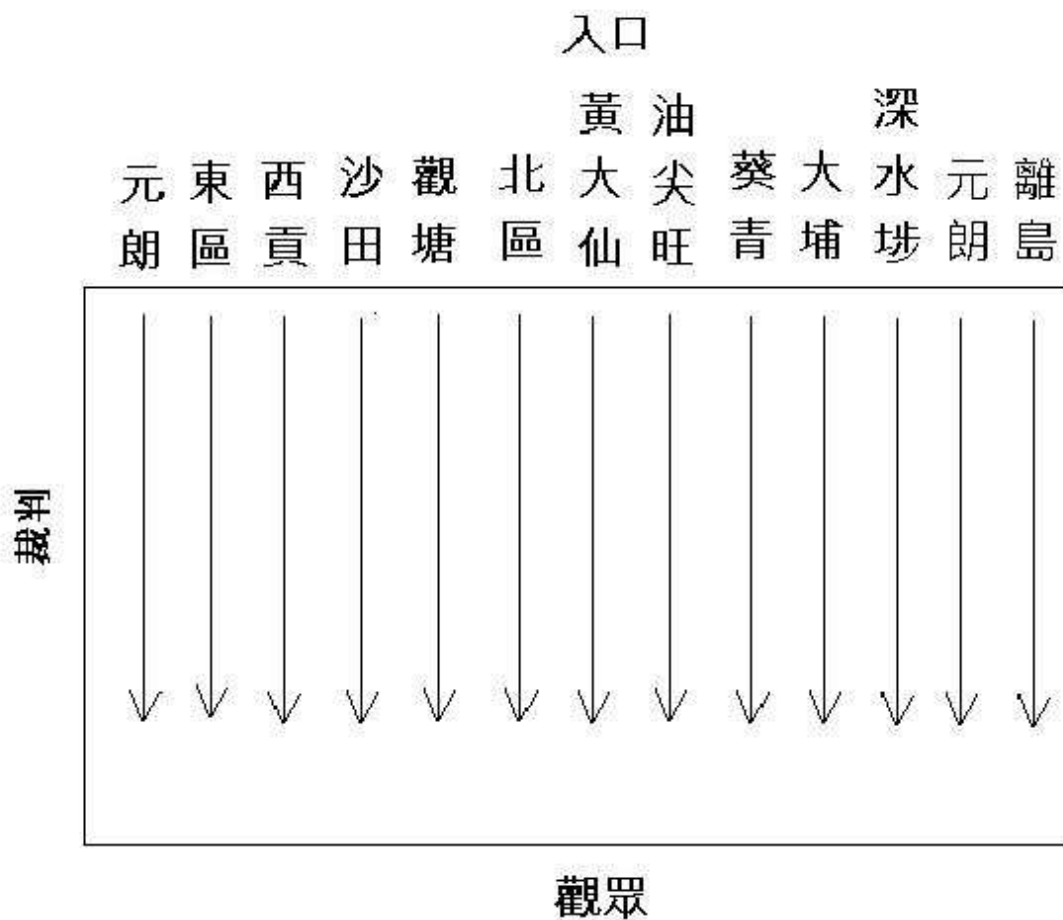 入口
元朗
東區
西貢
沙田
觀塘
北區
黃大仙
油尖旺
葵青
大埔
深水埗
元朗
離島
裁判
觀眾